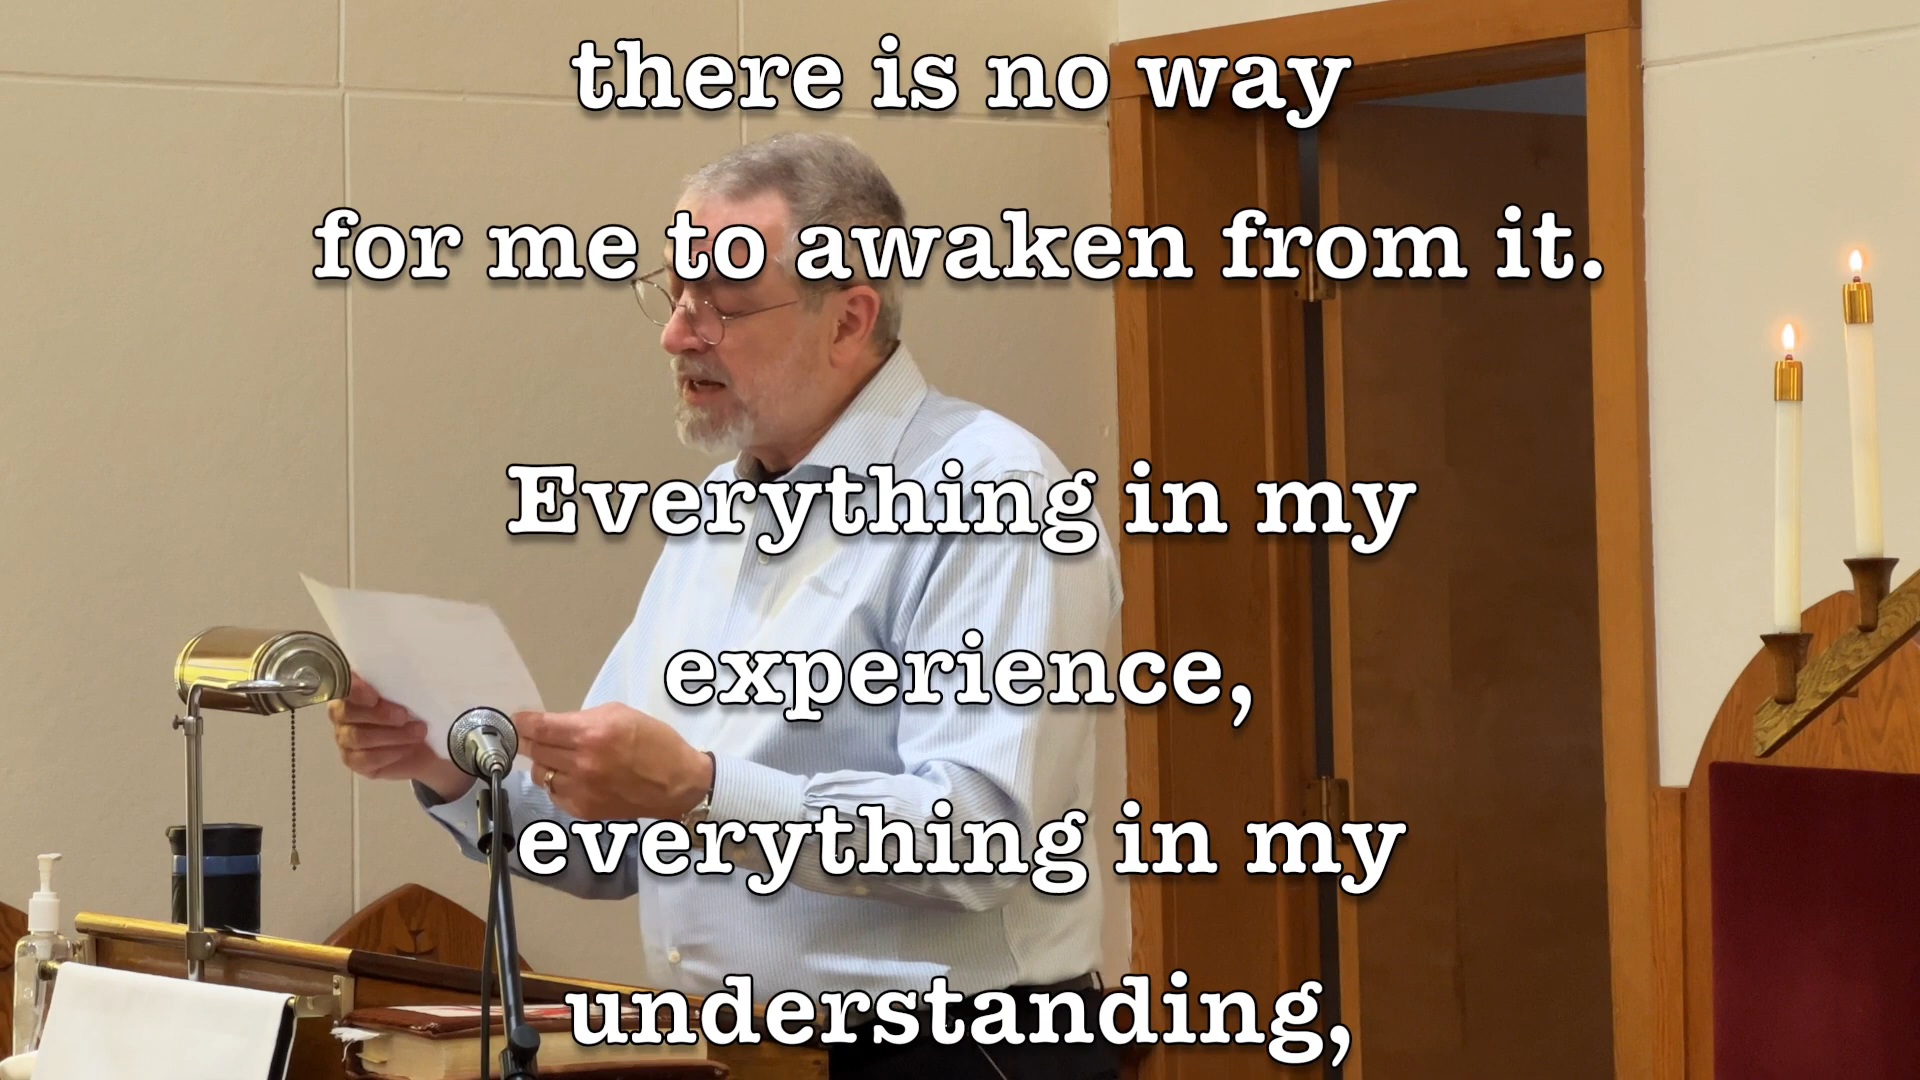 there is no way
for me to awaken from it.
Everything in my
experience,
everything in my
understanding,